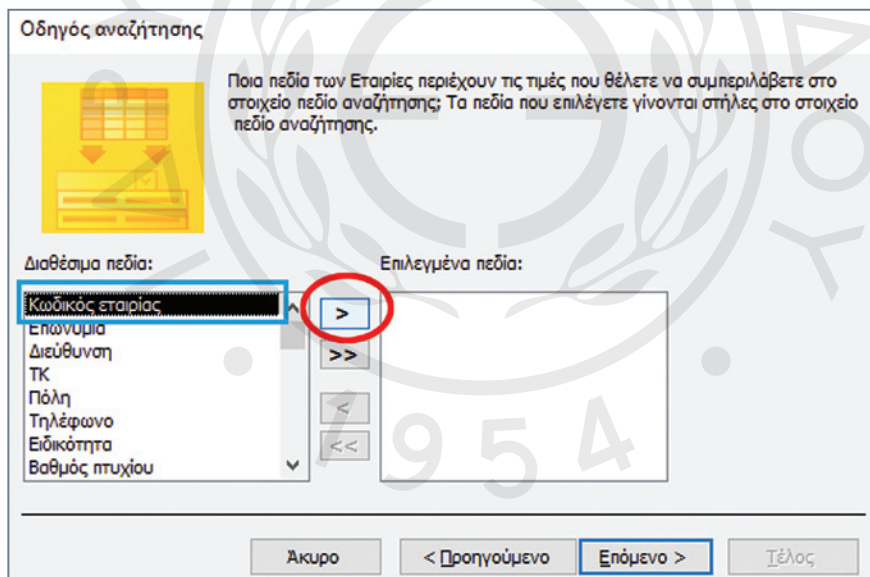 Οδηγός αναζήτησης
Ποια πεδία των Εταιρίες περιέχουν τις τιμές που θέλετε να συμπεριλάβετε στο
στοιχείο πεδίο αναζήτησης; Τα πεδία που επιλέγετε γίνονται στήλες στο στοιχείο
πεδίο αναζήτησης.
Διαθέσιμα πεδία:
Επιλεγμένα πεδία:
Κωδικός εταιρίας
Επωνυμία
Διεύθυνση
ΤΚ
Πόλη
Τηλέφωνο
Ειδικότητα
Βαθμός πτυχίου
>
>>
<
<<
1954
Άκυρο
< Προηγούμενο
Επόμενο >
Τέλος